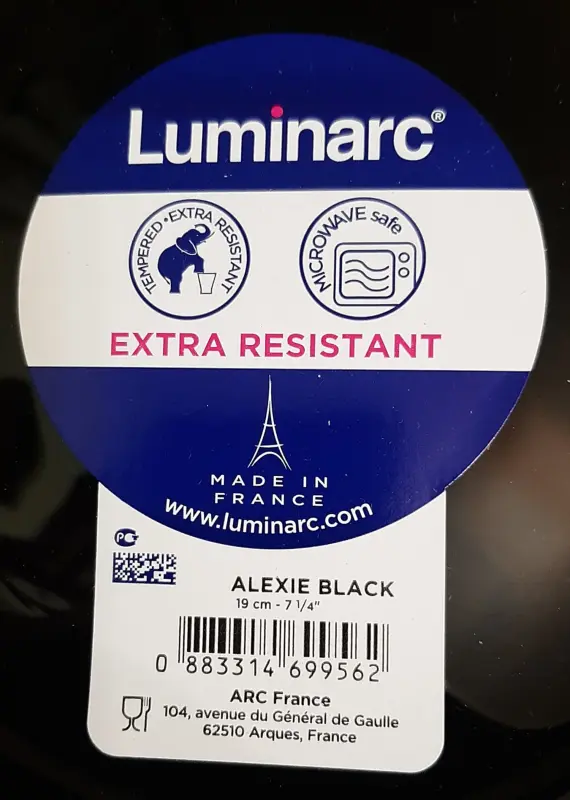 Luminarc®
TEMPERED • EXTRA RESISTANT
MICROWAVE safe
EXTRA RESISTANT
MADE IN
FRANCE
www.luminarc.com
ALEXIE BLACK
19 cm - 7 1/4"
0 883314 699562
ARC France
104, avenue du Général de Gaulle
62510 Arques, France